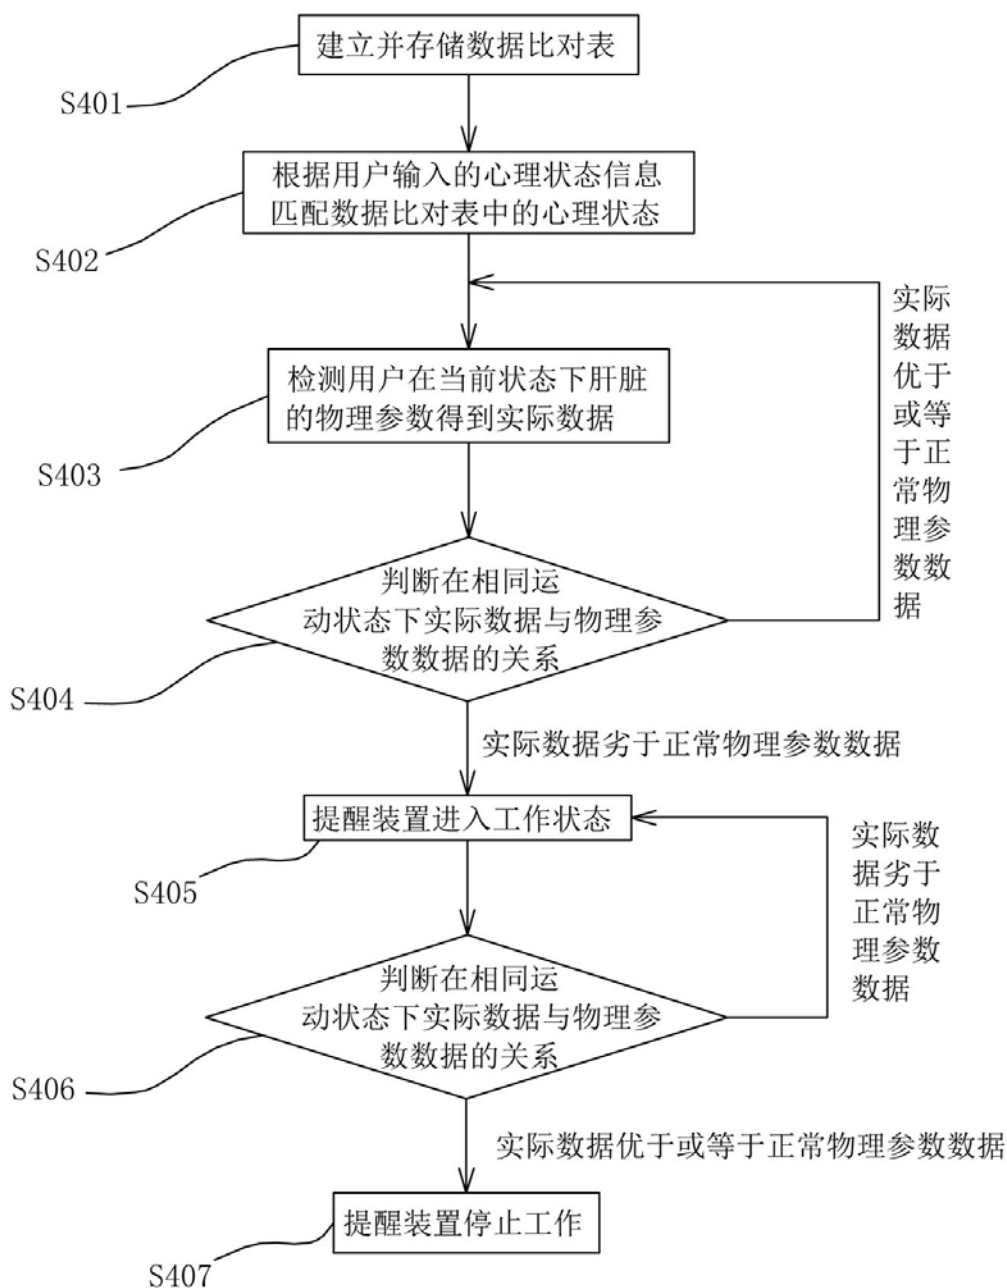 建立并存储数据比对表
S401
根据用户输入的心理状态信息
匹配数据比对表中的心理状态
S402
实际
数据
优于
或等
于正
常物
理参
数数
据
检测用户在当前状态下肝脏
的物理参数得到实际数据
S403
判断在相同运
动状态下实际数据与物理参
数数据的关系
S404
实际数据劣于正常物理参数数据
提醒装置进入工作状态
S405
实际数
据劣于
正常物
理参数
数据
判断在相同运
动状态下实际数据与物理参
数数据的关系
S406
实际数据优于或等于正常物理参数数据
提醒装置停止工作
S407